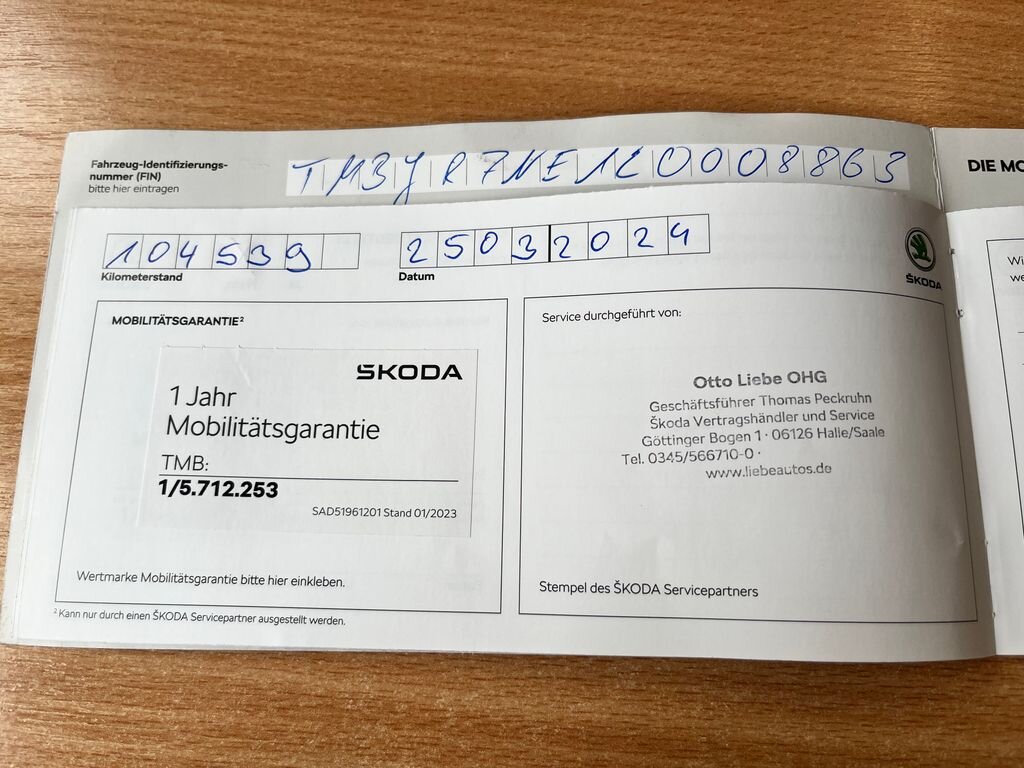 Fahrzeug-Identifizierungs-
nummer (FIN)
bitte hier eintragen
TMBJR7NE1L0008863
104539
Kilometerstand
25032024
Datum
ŠKODA
MOBILITÄTSGARANTIE²
ŠKODA
1 Jahr
Mobilitätsgarantie
TMB:
1/5.712.253
SAD51961201 Stand 01/2023
Wertmarke Mobilitätsgarantie bitte hier einkleben.
² Kann nur durch einen ŠKODA Servicepartner ausgestellt werden.
Service durchgeführt von:
Otto Liebe OHG
Geschäftsführer Thomas Peckruhn
Škoda Vertragshändler und Service
Göttinger Bogen 1 · 06126 Halle/Saale
Tel. 0345/566710-0 ·
www.liebeautos.de
Stempel des ŠKODA Servicepartners
DIE MO
Wi
we